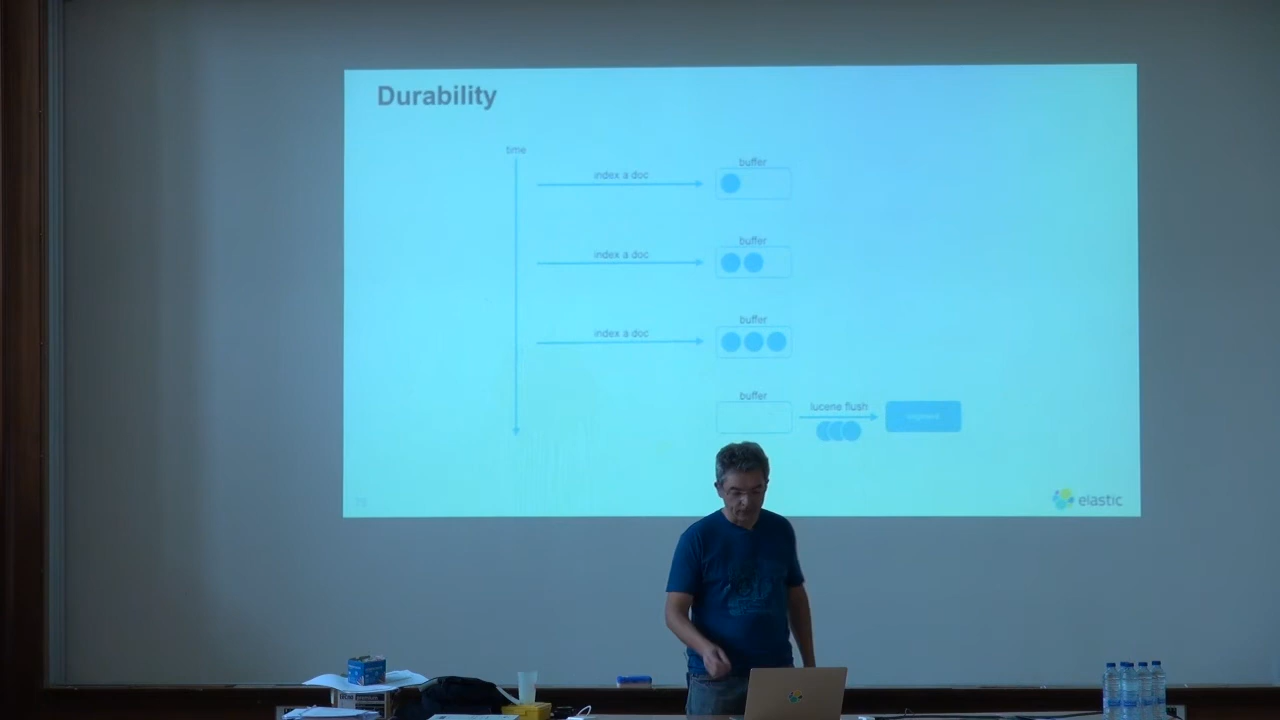 Durability
time
buffer
index a doc
buffer
index a doc
buffer
index a doc
buffer
lucene flush
elastic